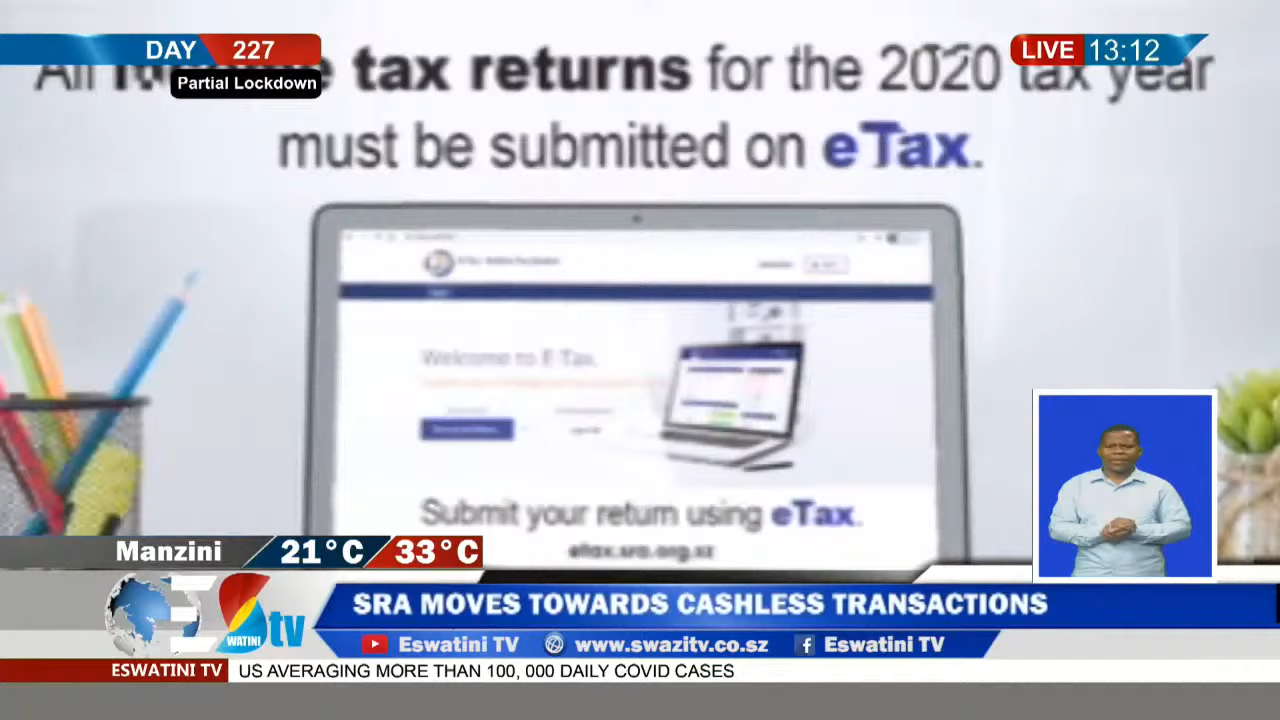 DAY 227
Partial Lockdown
LIVE 13:12
All tax returns for the 2020 tax year
must be submitted on eTax.
Welcome to E-Tax.
Submit your return using eTax.
etax.sra.org.sz
Manzini 21°C 33°C
E WATINI tv
SRA MOVES TOWARDS CASHLESS TRANSACTIONS
Eswatini TV www.swazitv.co.sz Eswatini TV
ESWATINI TV US AVERAGING MORE THAN 100, 000 DAILY COVID CASES